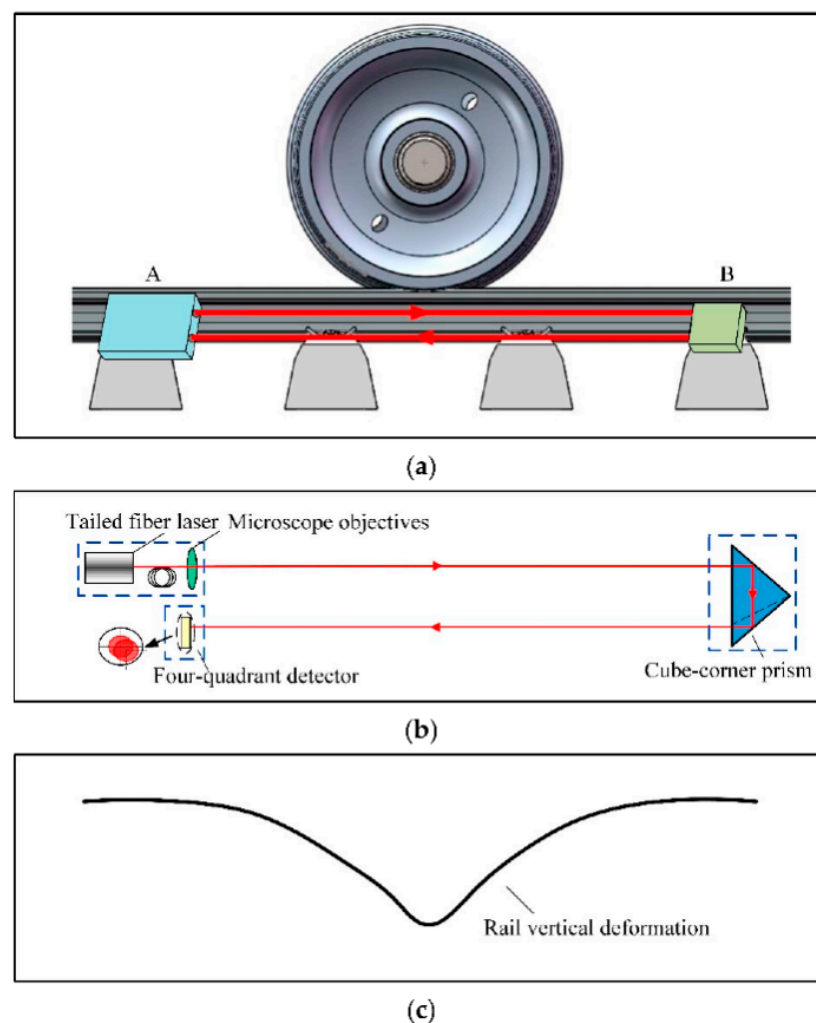 A
B
(a)
Tailed fiber laser
Microscope objectives
Four-quadrant detector
Cube-corner prism
(b)
Rail vertical deformation
(c)